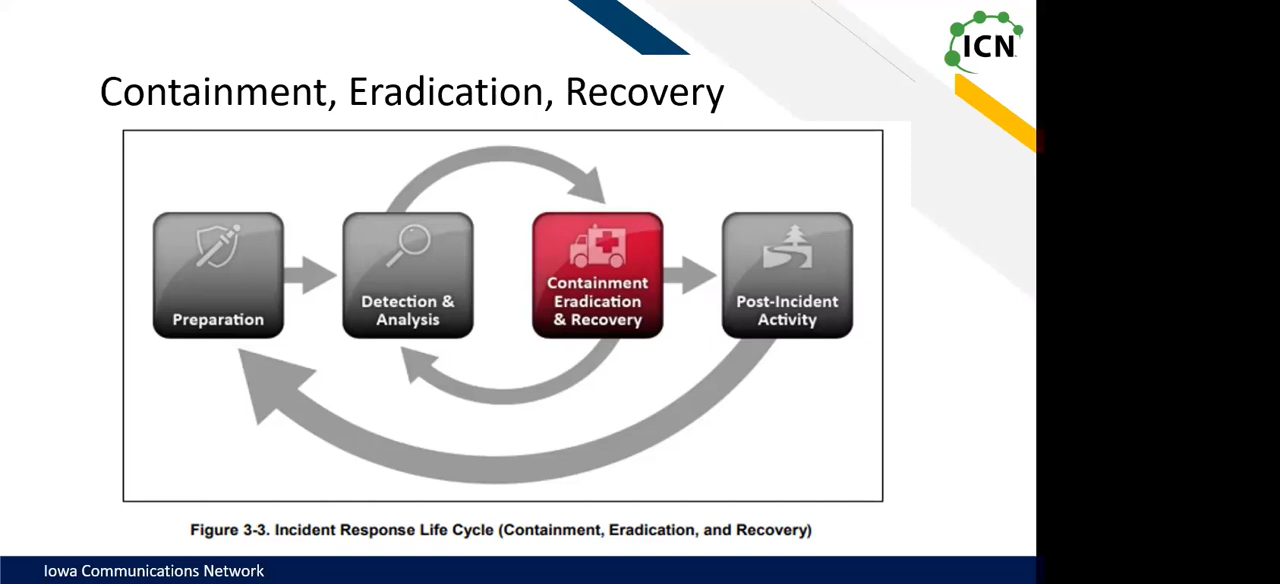 ICN
Containment, Eradication, Recovery
Preparation
Detection &
Analysis
Containment
Eradication
& Recovery
Post-Incident
Activity
Figure 3-3. Incident Response Life Cycle (Containment, Eradication, and Recovery)
Iowa Communications Network